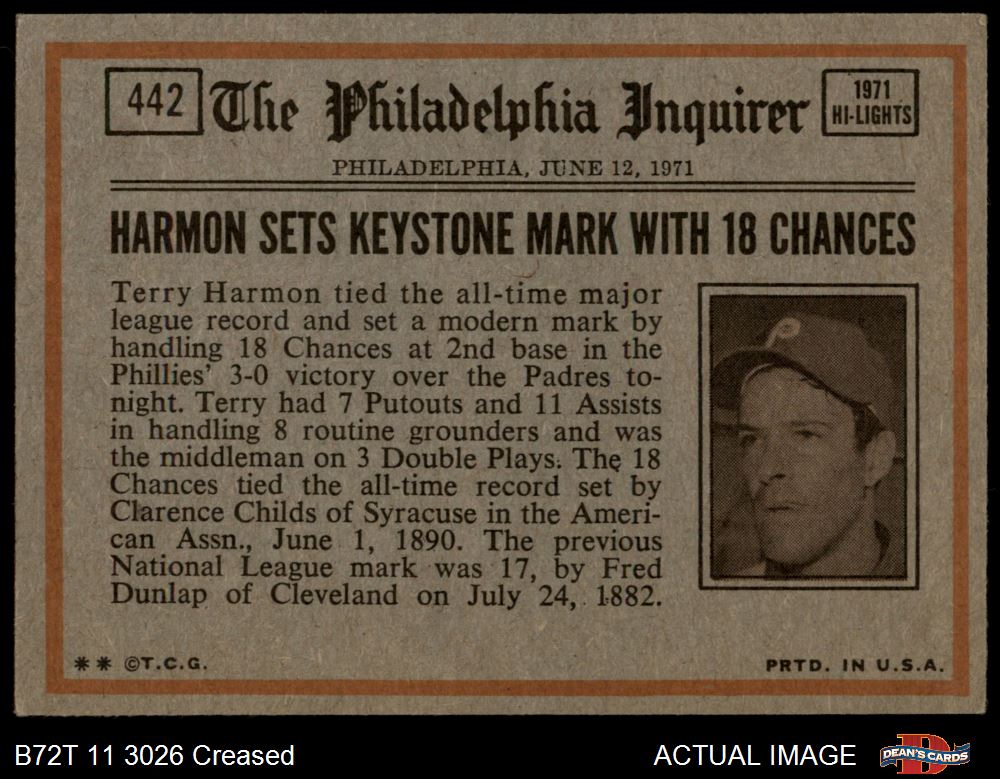 442
The Philadelphia Inquirer
1971
HI-LIGHTS
PHILADELPHIA, JUNE 12, 1971
HARMON SETS KEYSTONE MARK WITH 18 CHANCES
Terry Harmon tied the all-time major
league record and set a modern mark by
handling 18 Chances at 2nd base in the
Phillies' 3-0 victory over the Padres to-
night. Terry had 7 Putouts and 11 Assists
in handling 8 routine grounders and was
the middleman on 3 Double Plays. The 18
Chances tied the all-time record set by
Clarence Childs of Syracuse in the Ameri-
can Assn., June 1, 1890. The previous
National League mark was 17, by Fred
Dunlap of Cleveland on July 24, 1882.
P
** ©T.C.G.
PRTD. IN U.S.A.
B72T 11 3026 Creased
ACTUAL IMAGE
D
DEAN'S CARDS